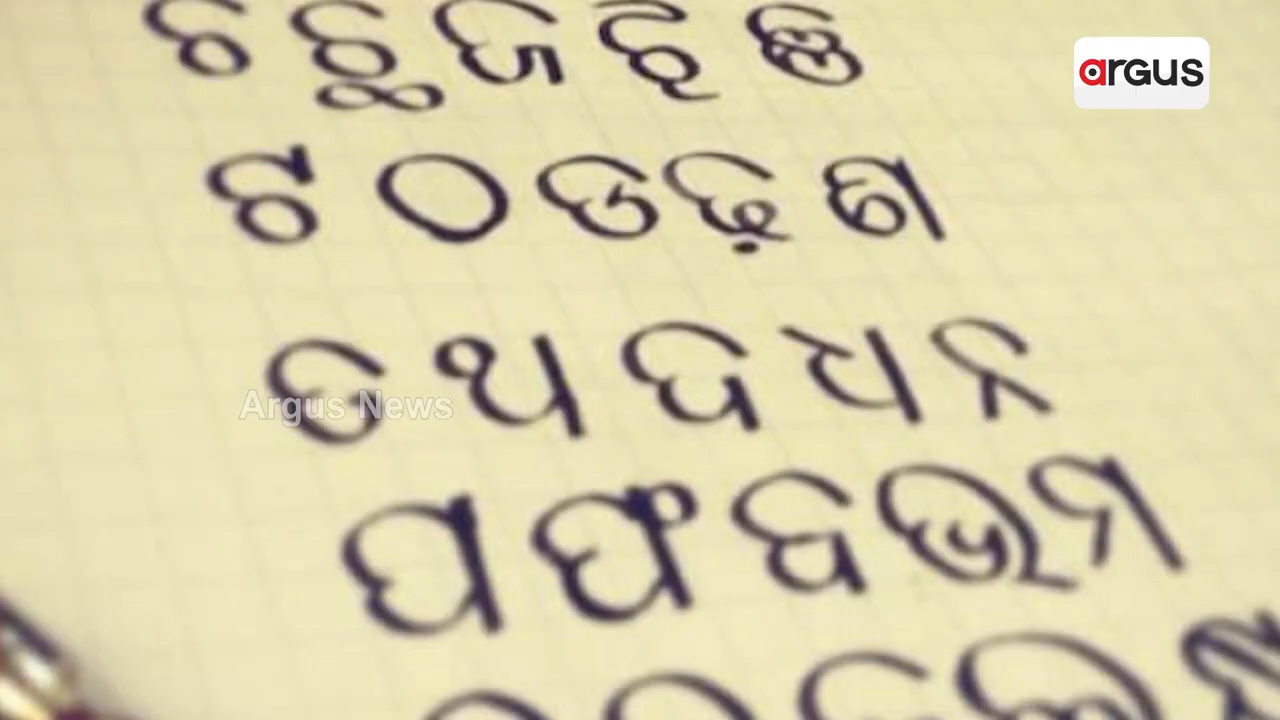 ଚ ଛ ଜ ଝ ଞ
argus
ଟ ଠ ଡ ଢ଼ ଣ
ତ ଥ ଦ ଧ ନ
Argus News
ପ ଫ ବ ଭ ମ